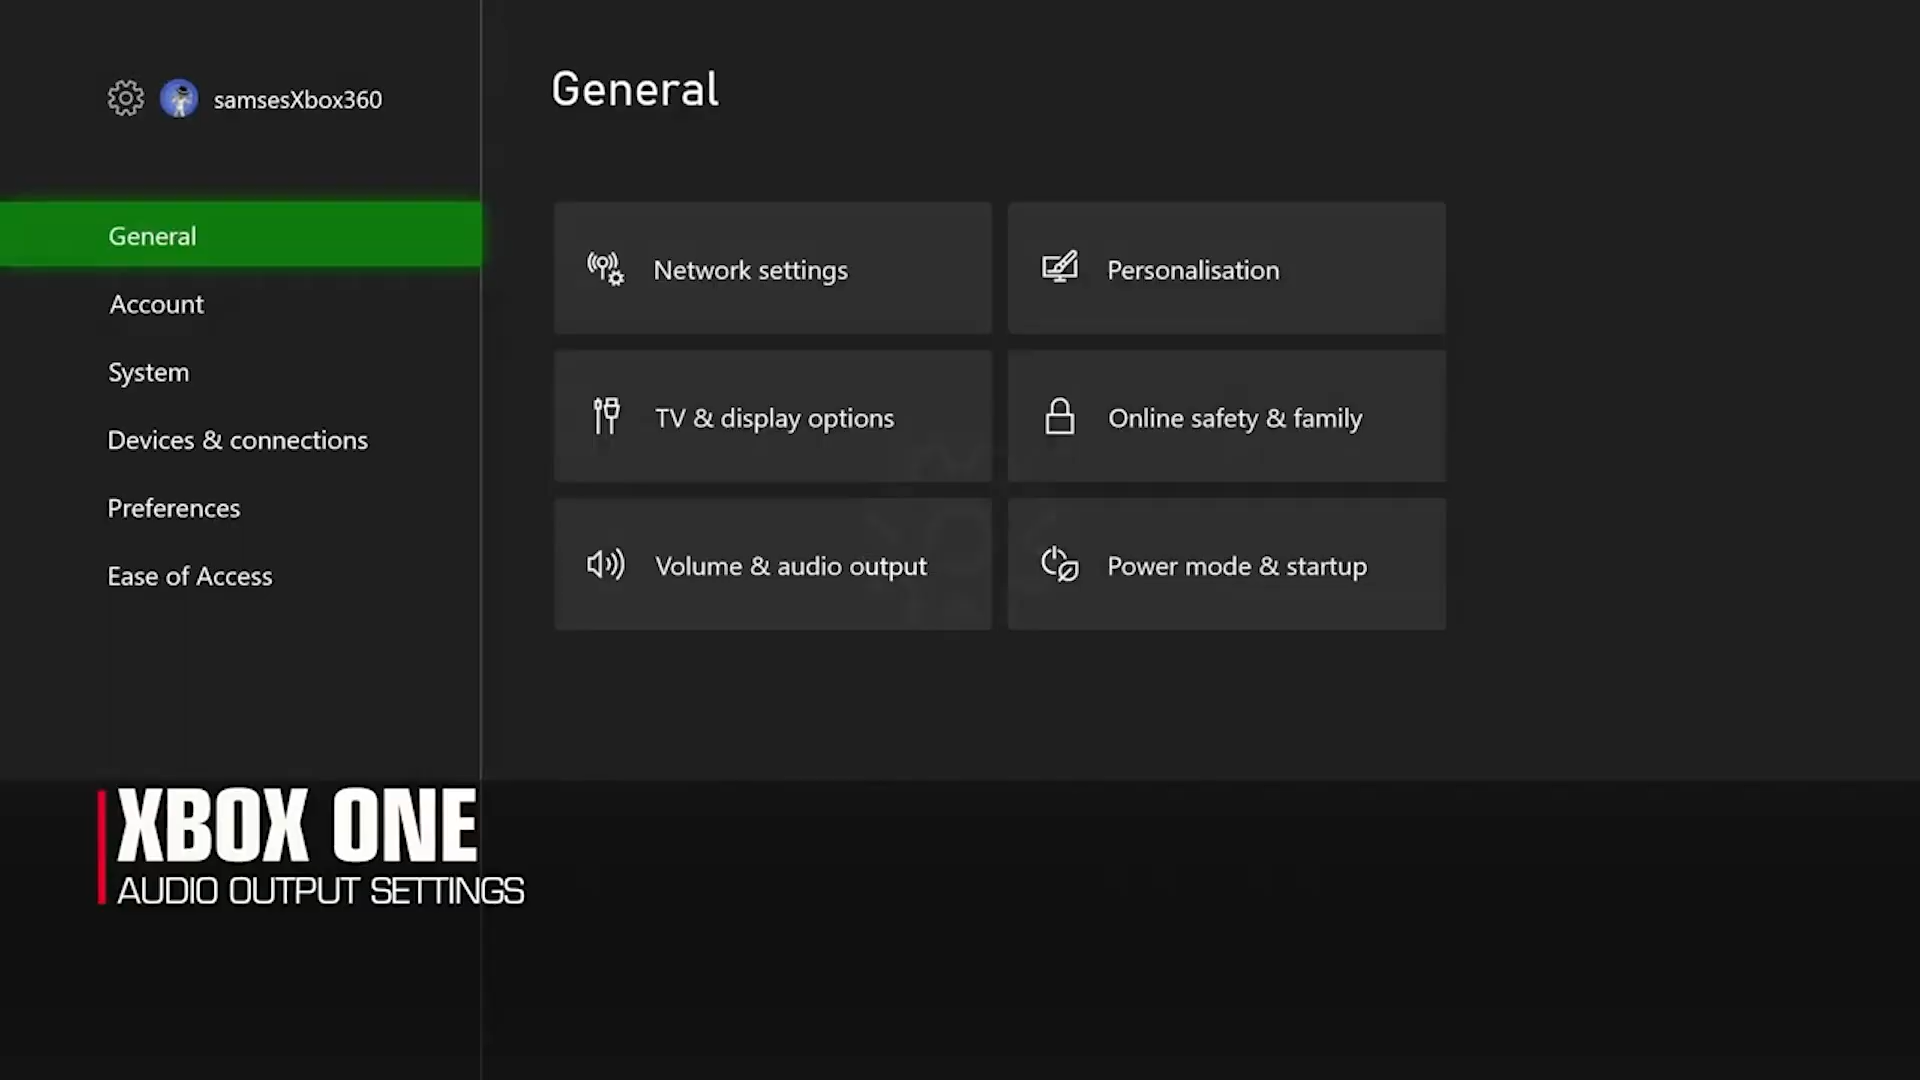 samsesXbox360
General
Account
System
Devices & connections
Preferences
Ease of Access
General
Network settings
Personalisation
TV & display options
Online safety & family
Volume & audio output
Power mode & startup
XBOX ONE
AUDIO OUTPUT SETTINGS